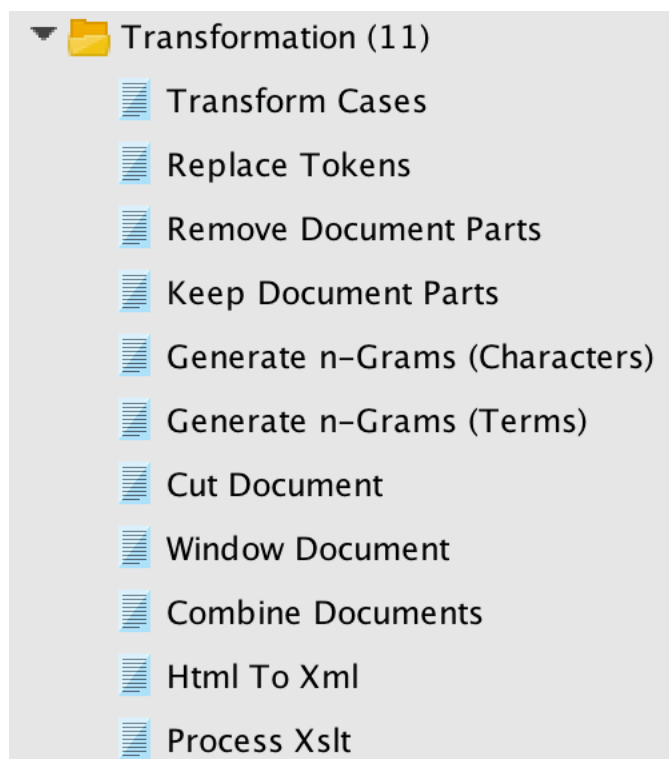 Transformation (11)
Transform Cases
Replace Tokens
Remove Document Parts
Keep Document Parts
Generate n-Grams (Characters)
Generate n-Grams (Terms)
Cut Document
Window Document
Combine Documents
Html To Xml
Process Xslt